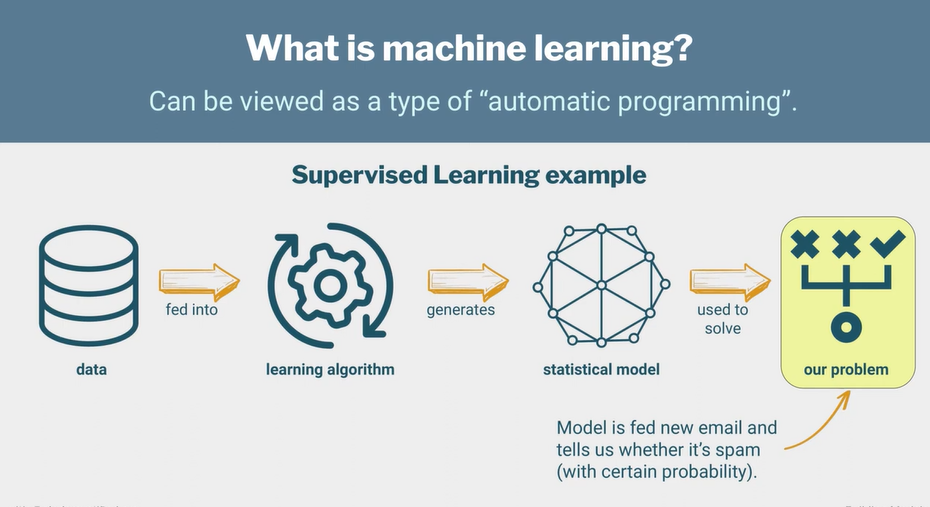 What is machine learning?
Can be viewed as a type of “automatic programming”.
Supervised Learning example
fed into
generates
used to
solve
data
learning algorithm
statistical model
our problem
Model is fed new email and
tells us whether it’s spam
(with certain probability).